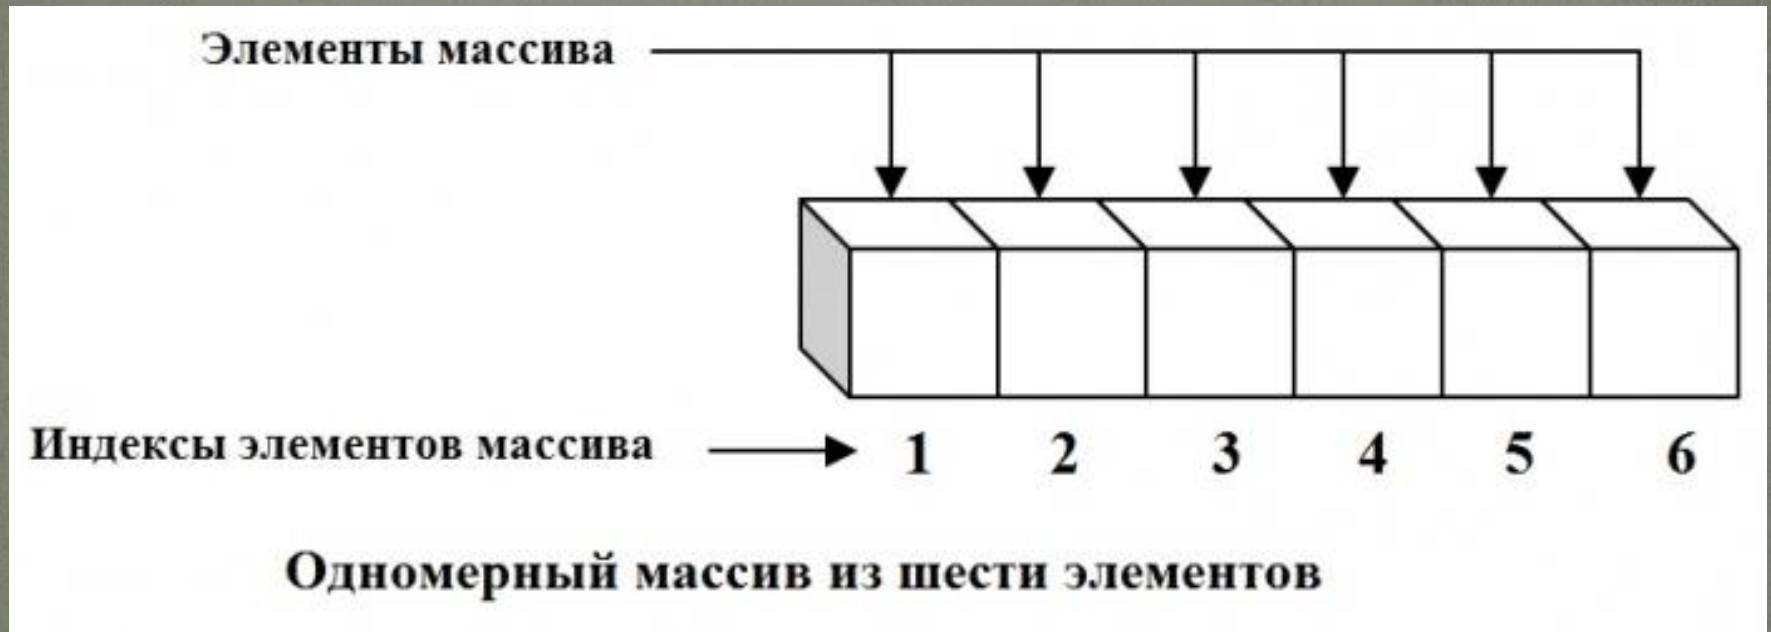 Элементы массива
Индексы элементов массива 1 2 3 4 5 6
Одномерный массив из шести элементов